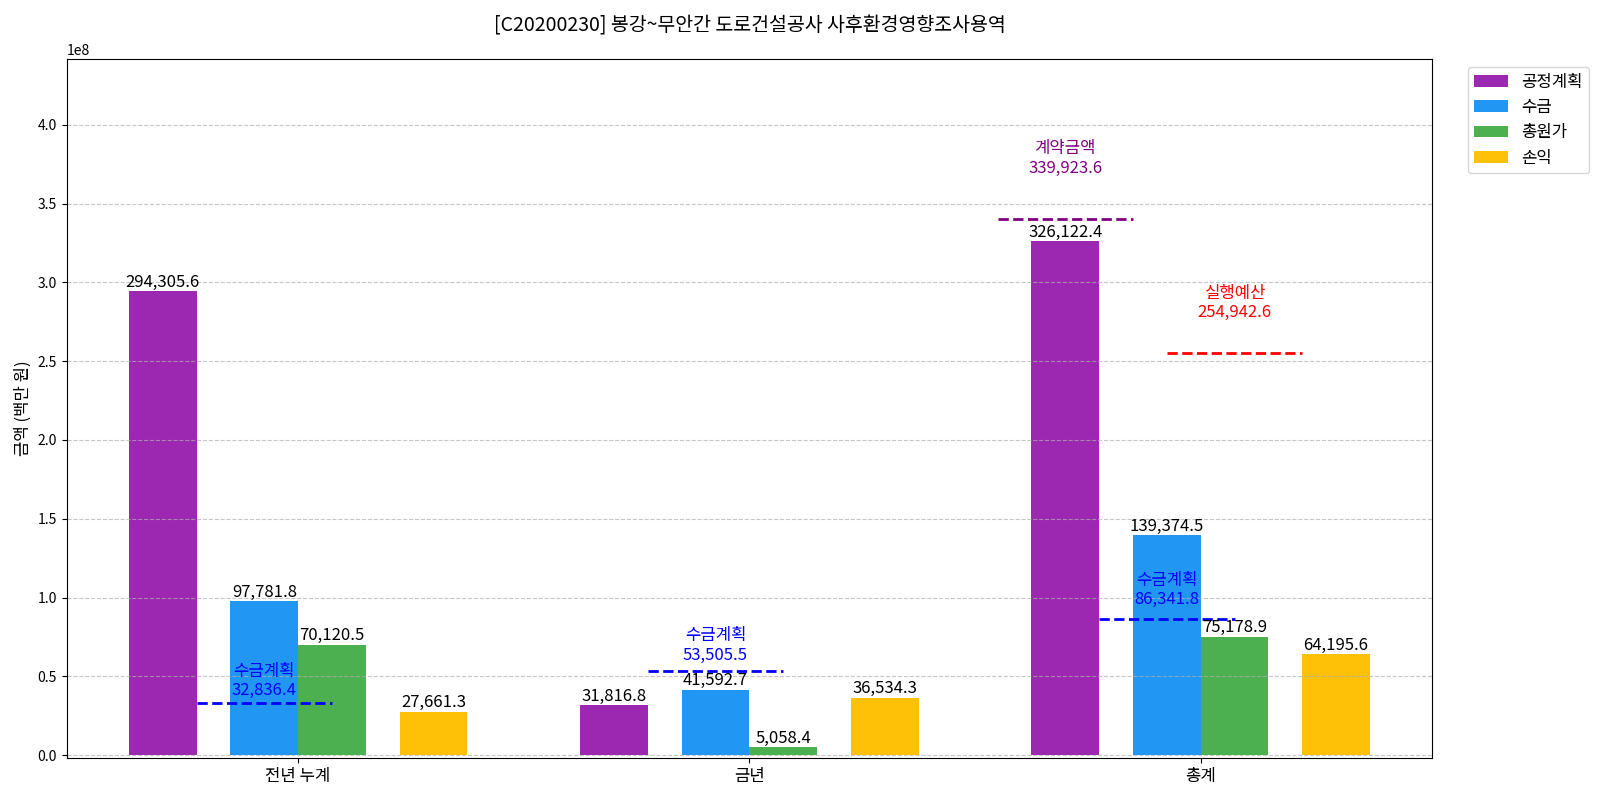 [C20200230] 봉강~무안간 도로건설공사 사후환경영향조사용역
1e8
공정계획
수금
총원가
손익
금액 (백만 원)
4.0
3.5
3.0
2.5
2.0
1.5
1.0
0.5
0.0
계약금액
339,923.6
326,122.4
294,305.6
실행예산
254,942.6
139,374.5
수금계획
86,341.8
97,781.8
70,120.5
수금계획
32,836.4
27,661.3
수금계획
53,505.5
41,592.7
31,816.8
5,058.4
36,534.3
75,178.9
64,195.6
전년 누계
금년
총계